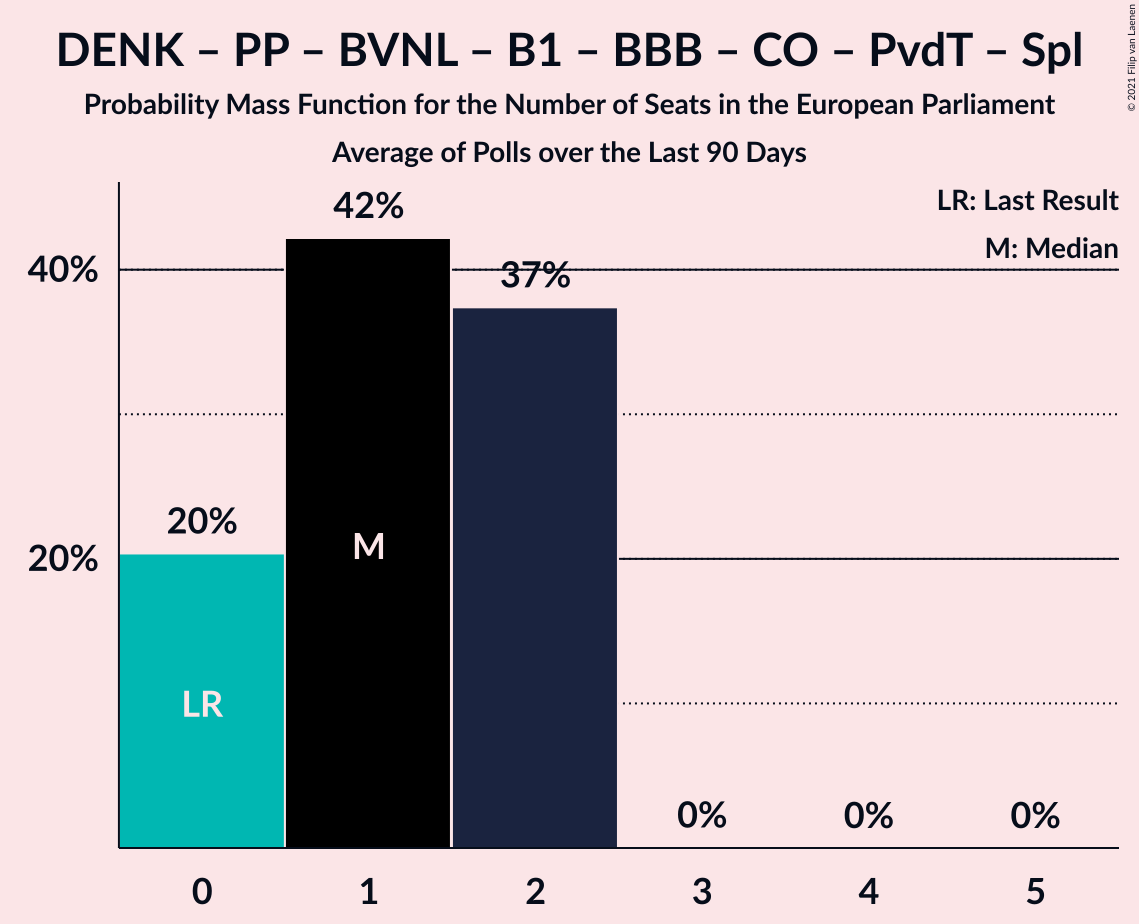 DENK – PP – BVNL – B1 – BBB – CO – PvdT – Spl
Probability Mass Function for the Number of Seats in the European Parliament
Average of Polls over the Last 90 Days
© 2021 Filip van Laenen
LR: Last Result
M: Median
42%
40%
37%
20%
20%
M
LR
0% 0% 0%
0 1 2 3 4 5